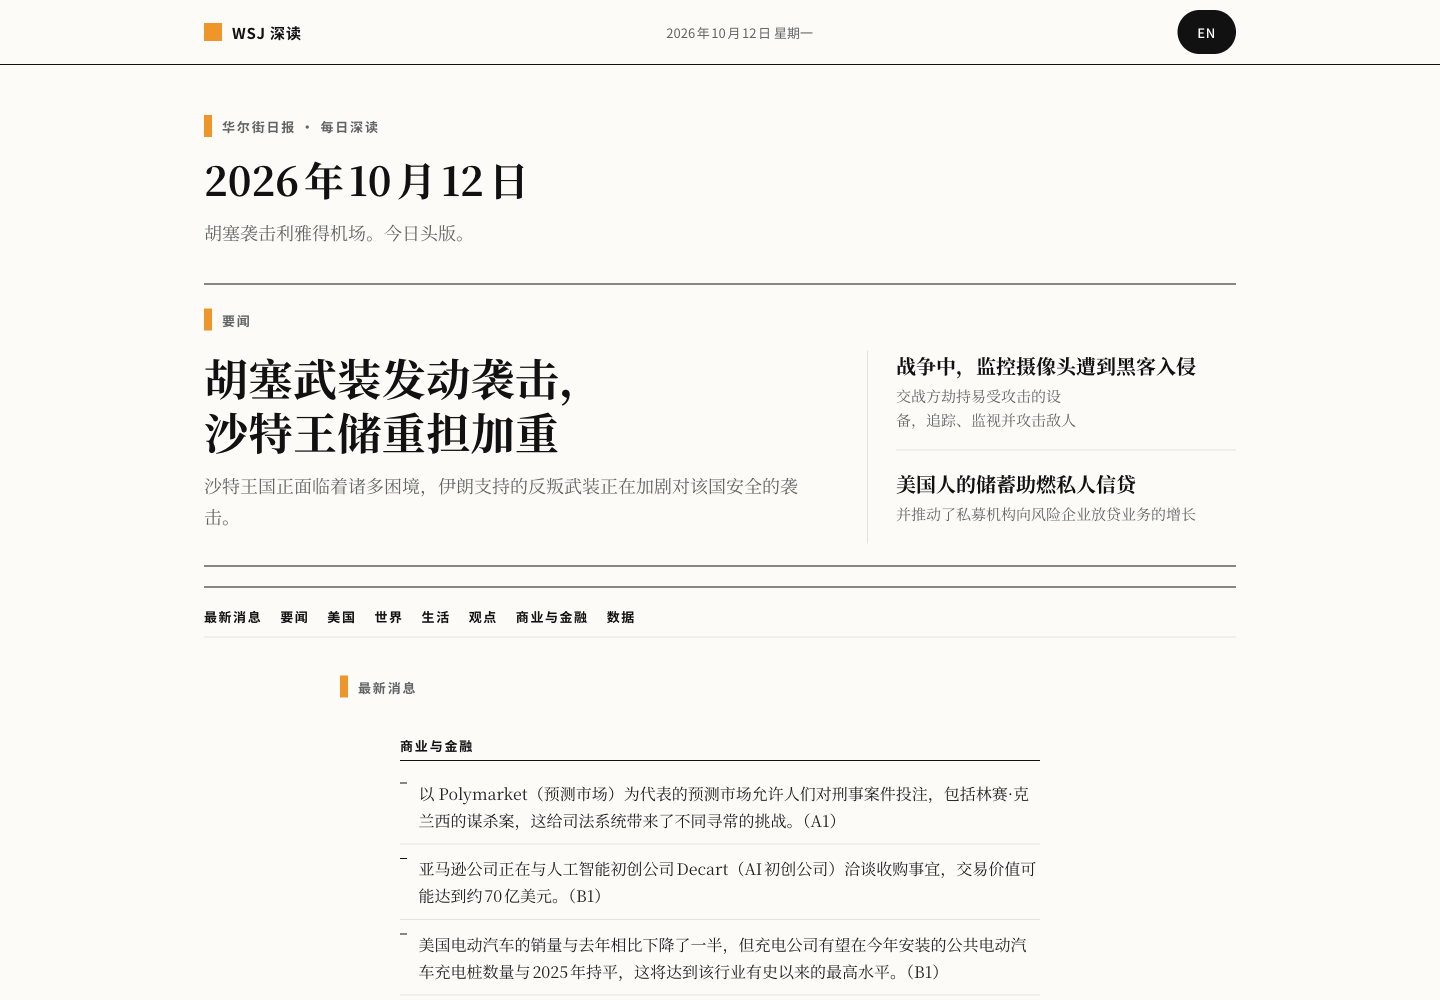 WSJ 深读
2026年10月12日 星期一
EN
华尔街日报 · 每日深读
2026年10月12日
胡塞袭击利雅得机场。今日头版。
要闻
胡塞武装发动袭击，
沙特王储重担加重
沙特王国正面临着诸多困境，伊朗支持的反叛武装正在加剧对该国安全的袭
击。
战争中，监控摄像头遭到黑客入侵
交战方劫持易受攻击的设
备，追踪、监视并攻击敌人
美国人的储蓄助燃私人信贷
并推动了私募机构向风险企业放贷业务的增长
最新消息 要闻 美国 世界 生活 观点 商业与金融 数据
最新消息
商业与金融
– 以 Polymarket（预测市场）为代表的预测市场允许人们对刑事案件投注，包括林赛·克
兰西的谋杀案，这给司法系统带来了不同寻常的挑战。（A1）
– 亚马逊公司正在与人工智能初创公司 Decart（AI 初创公司）洽谈收购事宜，交易价值可
能达到约 70 亿美元。（B1）
– 美国电动汽车的销量与去年相比下降了一半，但充电公司有望在今年安装的公共电动汽
车充电桩数量与 2025 年持平，这将达到该行业有史以来的最高水平。（B1）